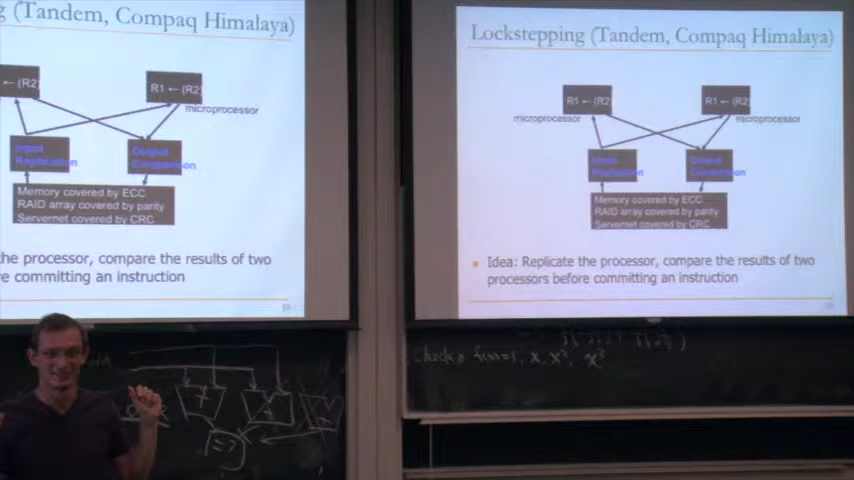 g (Tandem, Compaq Himalaya)
← (R2)
R1 ← (R2)
microprocessor
Input
Replication
Output
Comparison
Memory covered by ECC
RAID array covered by parity
Servernet covered by CRC
the processor, compare the results of two
e committing an instruction
Lockstepping (Tandem, Compaq Himalaya)
R1 ← (R2)
R1 ← (R2)
microprocessor
microprocessor
Input
Replication
Output
Comparison
Memory covered by ECC
RAID array covered by parity
Servernet covered by CRC
Idea: Replicate the processor, compare the results of two
processors before committing an instruction